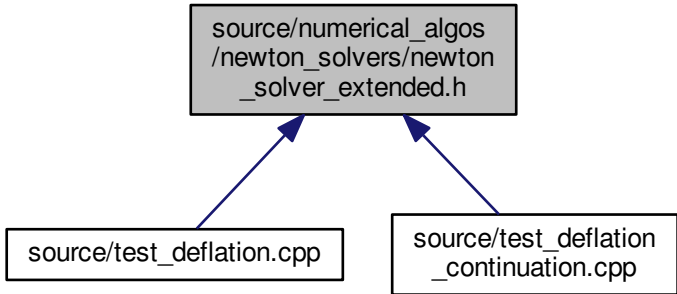 source/numerical_algos
/newton_solvers/newton
_solver_extended.h
source/test_deflation.cpp
source/test_deflation
_continuation.cpp